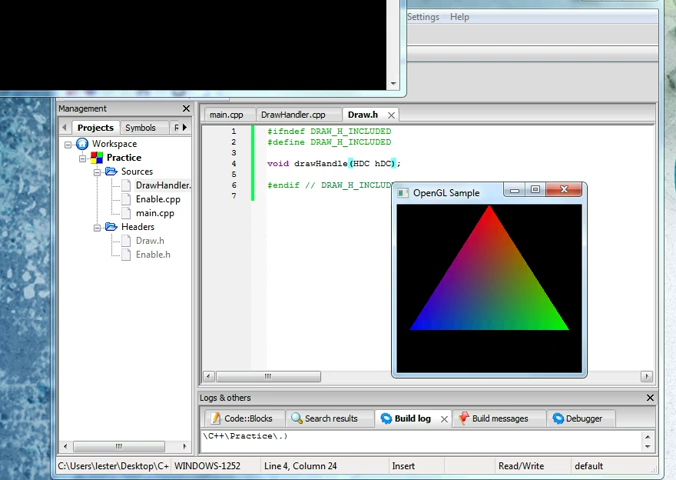 Settings Help
Management
Projects Symbols
Workspace
Practice
Sources
DrawHandler.
Enable.cpp
main.cpp
Headers
Draw.h
Enable.h
main.cpp DrawHandler.cpp Draw.h
1 #ifndef DRAW_H_INCLUDED
2 #define DRAW_H_INCLUDED
3
4 void drawHandle(HDC hDC);
5
6 #endif // DRAW_H_INCLUD
7
OpenGL Sample
Logs & others
Code::Blocks Search results Build log Build messages Debugger
\C++\Practice\.)
C:\Users\lester\Desktop\C+ WINDOWS-1252 Line 4, Column 24 Insert Read/Write default